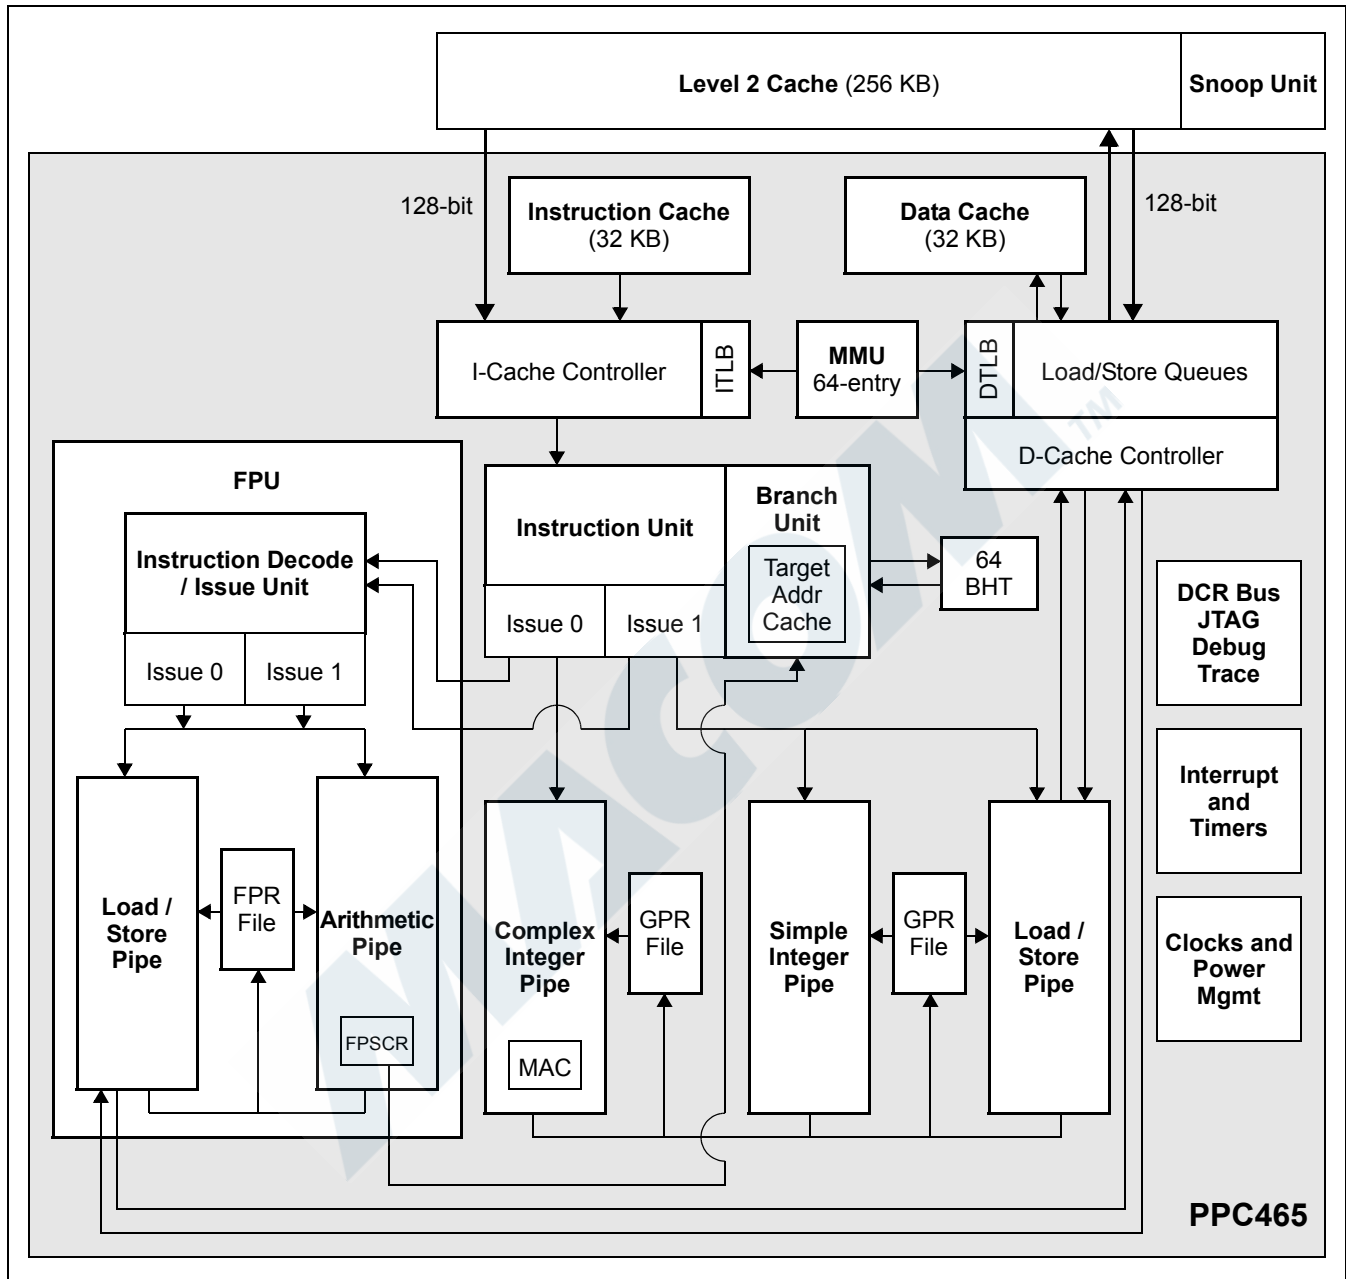 Level 2 Cache (256 KB)
Snoop Unit
128-bit
Instruction Cache
(32 KB)
Data Cache
(32 KB)
128-bit
I-Cache Controller
ITLB
MMU
64-entry
DTLB
Load/Store Queues
D-Cache Controller
FPU
Instruction Decode
/ Issue Unit
Issue 0
Issue 1
Instruction Unit
Issue 0
Issue 1
Branch
Unit
Target
Addr
Cache
64
BHT
DCR Bus
JTAG
Debug
Trace
Interrupt
and
Timers
Clocks and
Power
Mgmt
Load /
Store
Pipe
FPR
File
Arithmetic
Pipe
FPSCR
Complex
Integer
Pipe
MAC
GPR
File
Simple
Integer
Pipe
GPR
File
Load /
Store
Pipe
PPC465
MACOM™